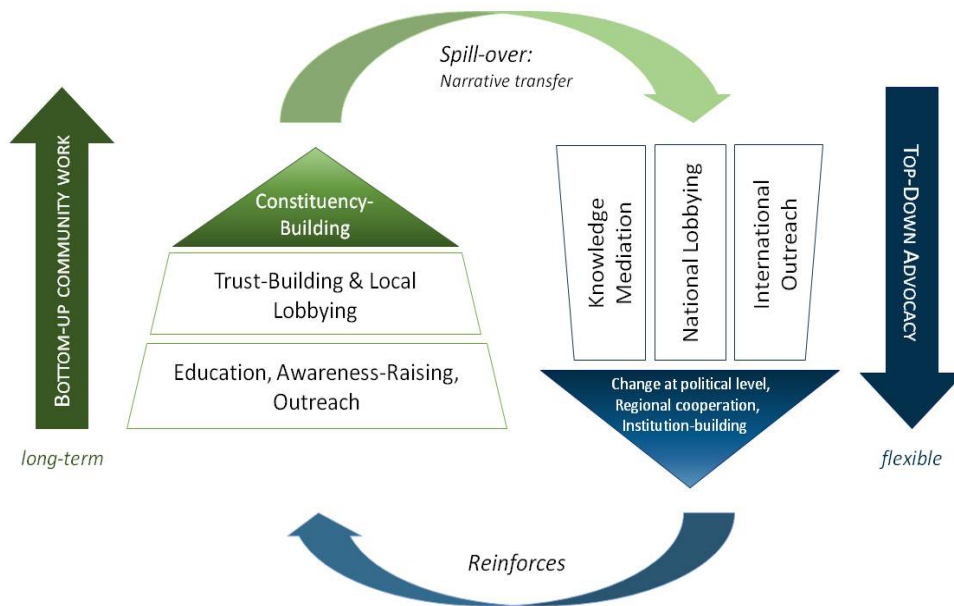 Spill-over:
Narrative transfer
BOTTOM-UP COMMUNITY WORK
long-term
Constituency-
Building
Trust-Building & Local
Lobbying
Education, Awareness-Raising,
Outreach
Knowledge
Mediation
National Lobbying
International
Outreach
Change at political level,
Regional cooperation,
Institution-building
TOP-DOWN ADVOCACY
flexible
Reinforces